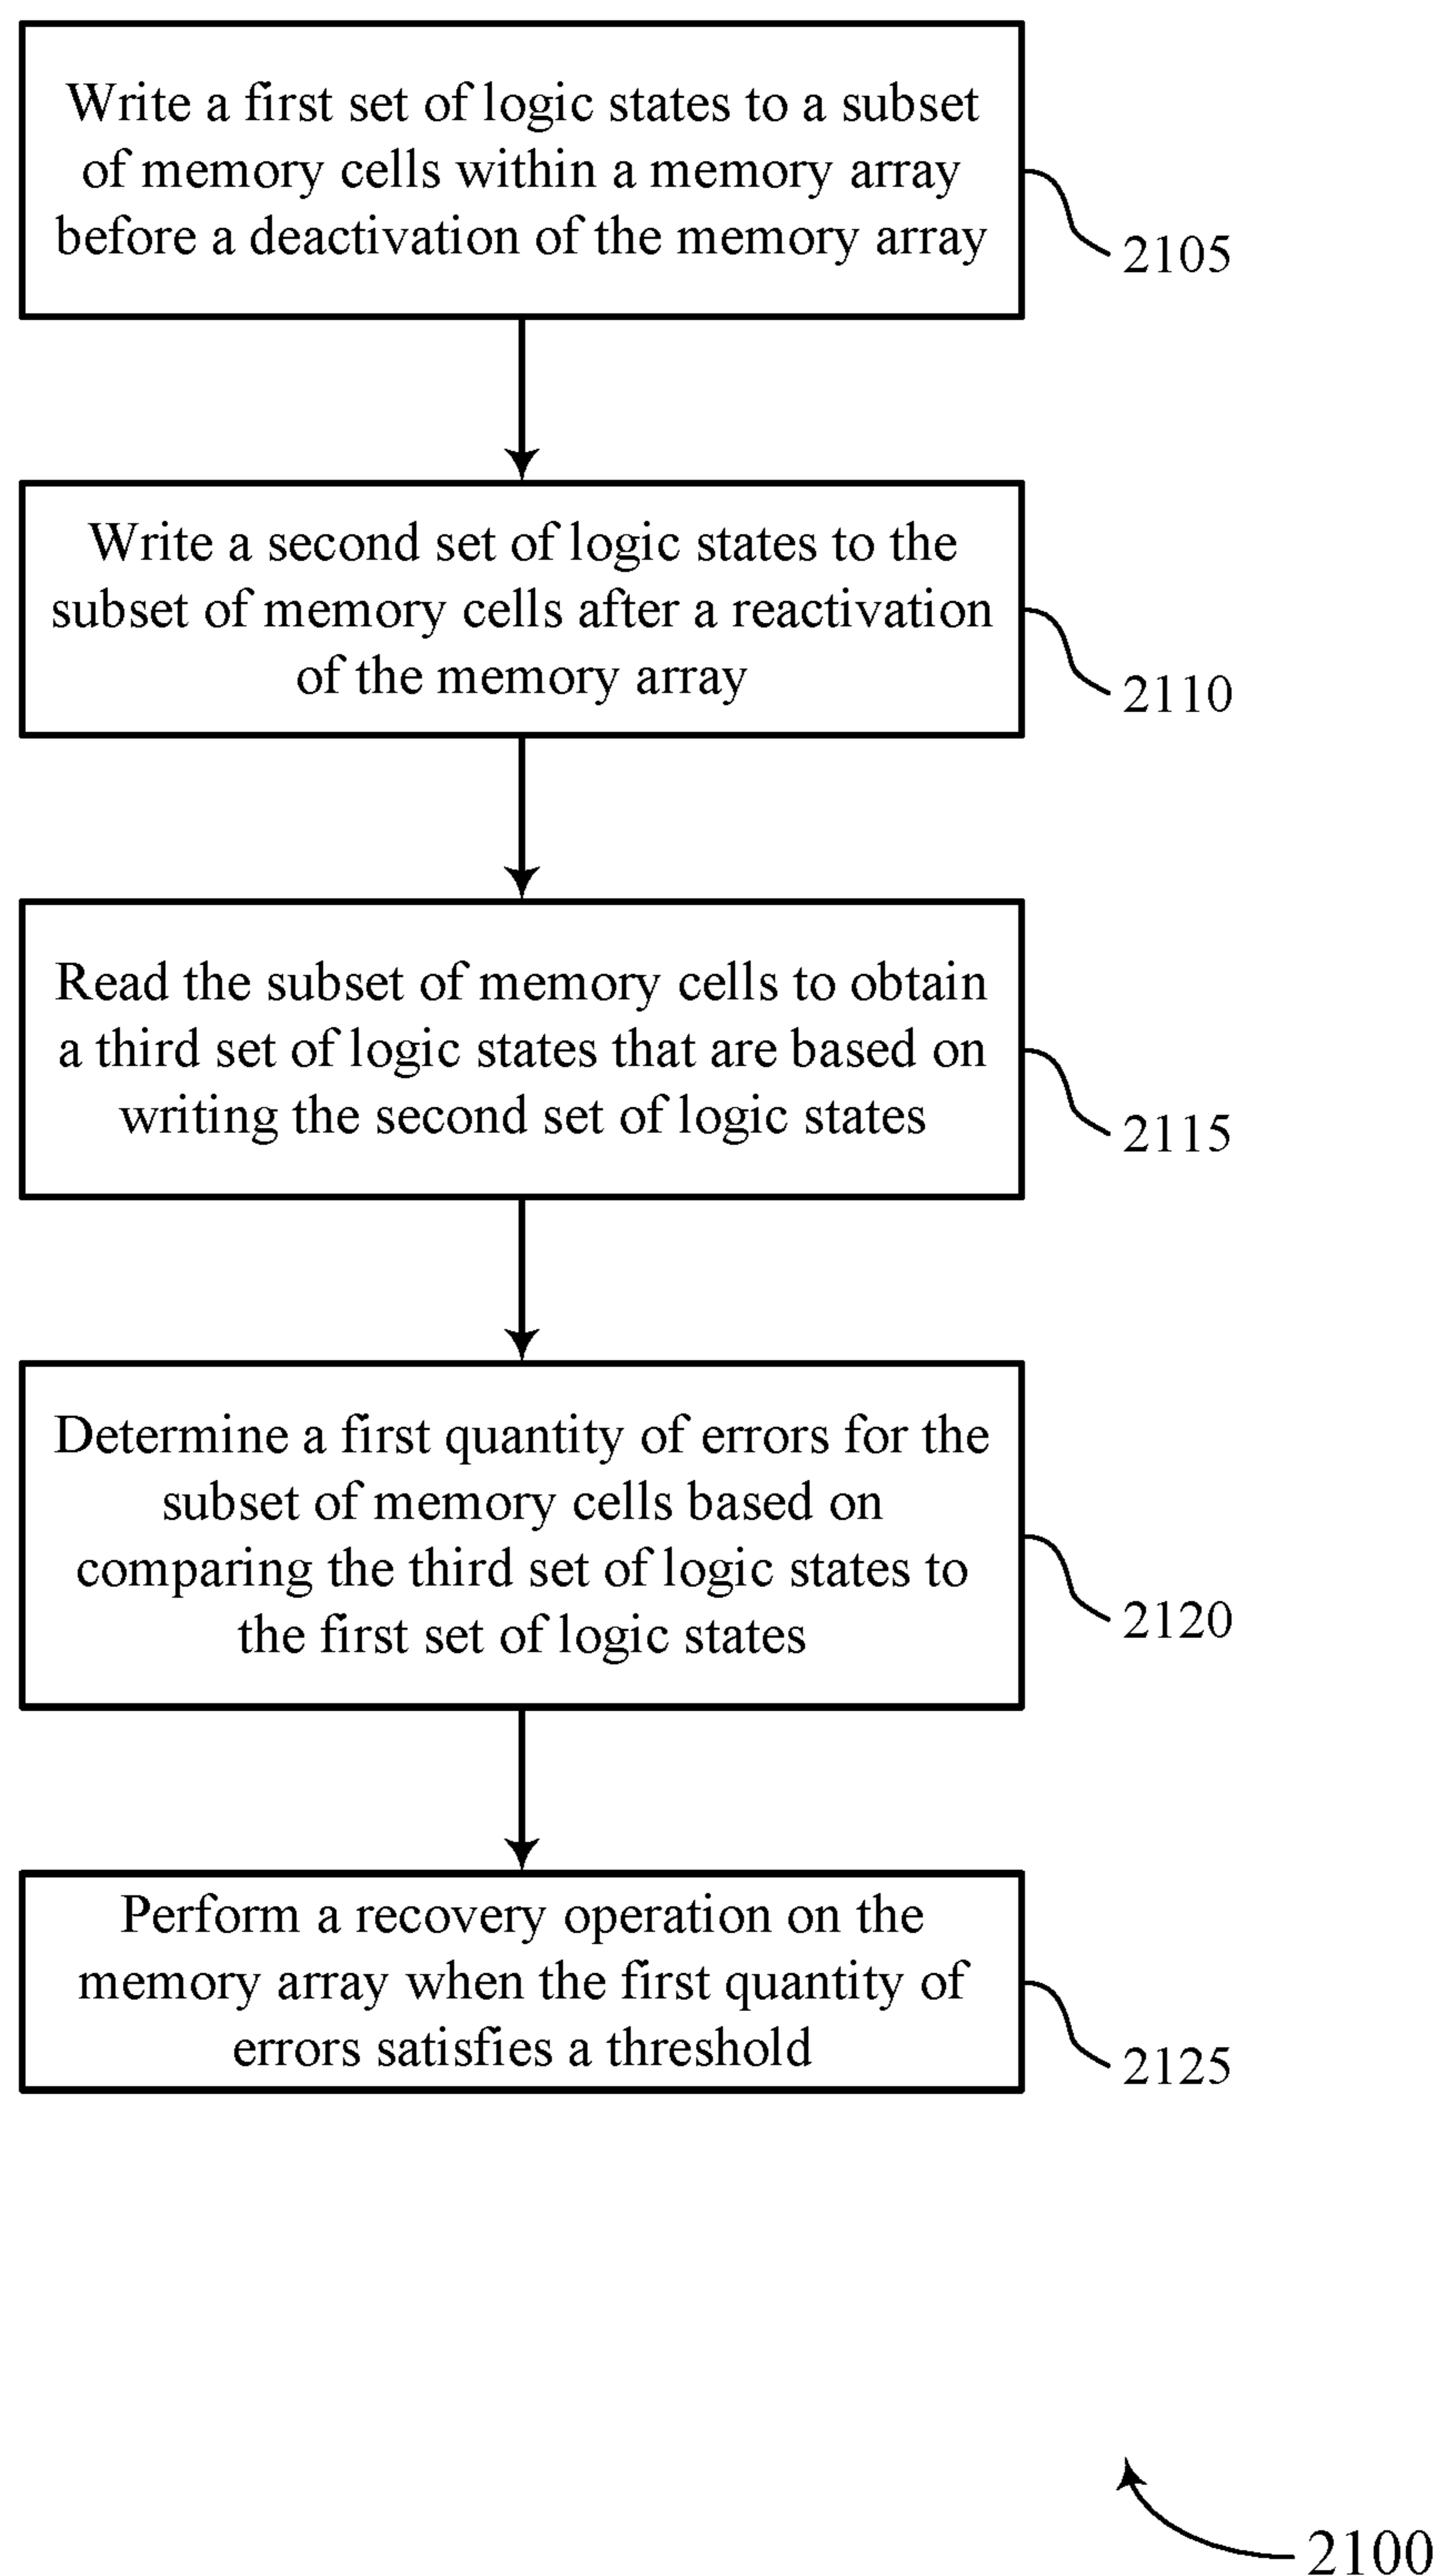 Write a first set of logic states to a subset
of memory cells within a memory array
before a deactivation of the memory array
2105
Write a second set of logic states to the
subset of memory cells after a reactivation
of the memory array
2110
Read the subset of memory cells to obtain
a third set of logic states that are based on
writing the second set of logic states
2115
Determine a first quantity of errors for the
subset of memory cells based on
comparing the third set of logic states to
the first set of logic states
2120
Perform a recovery operation on the
memory array when the first quantity of
errors satisfies a threshold
2125
2100